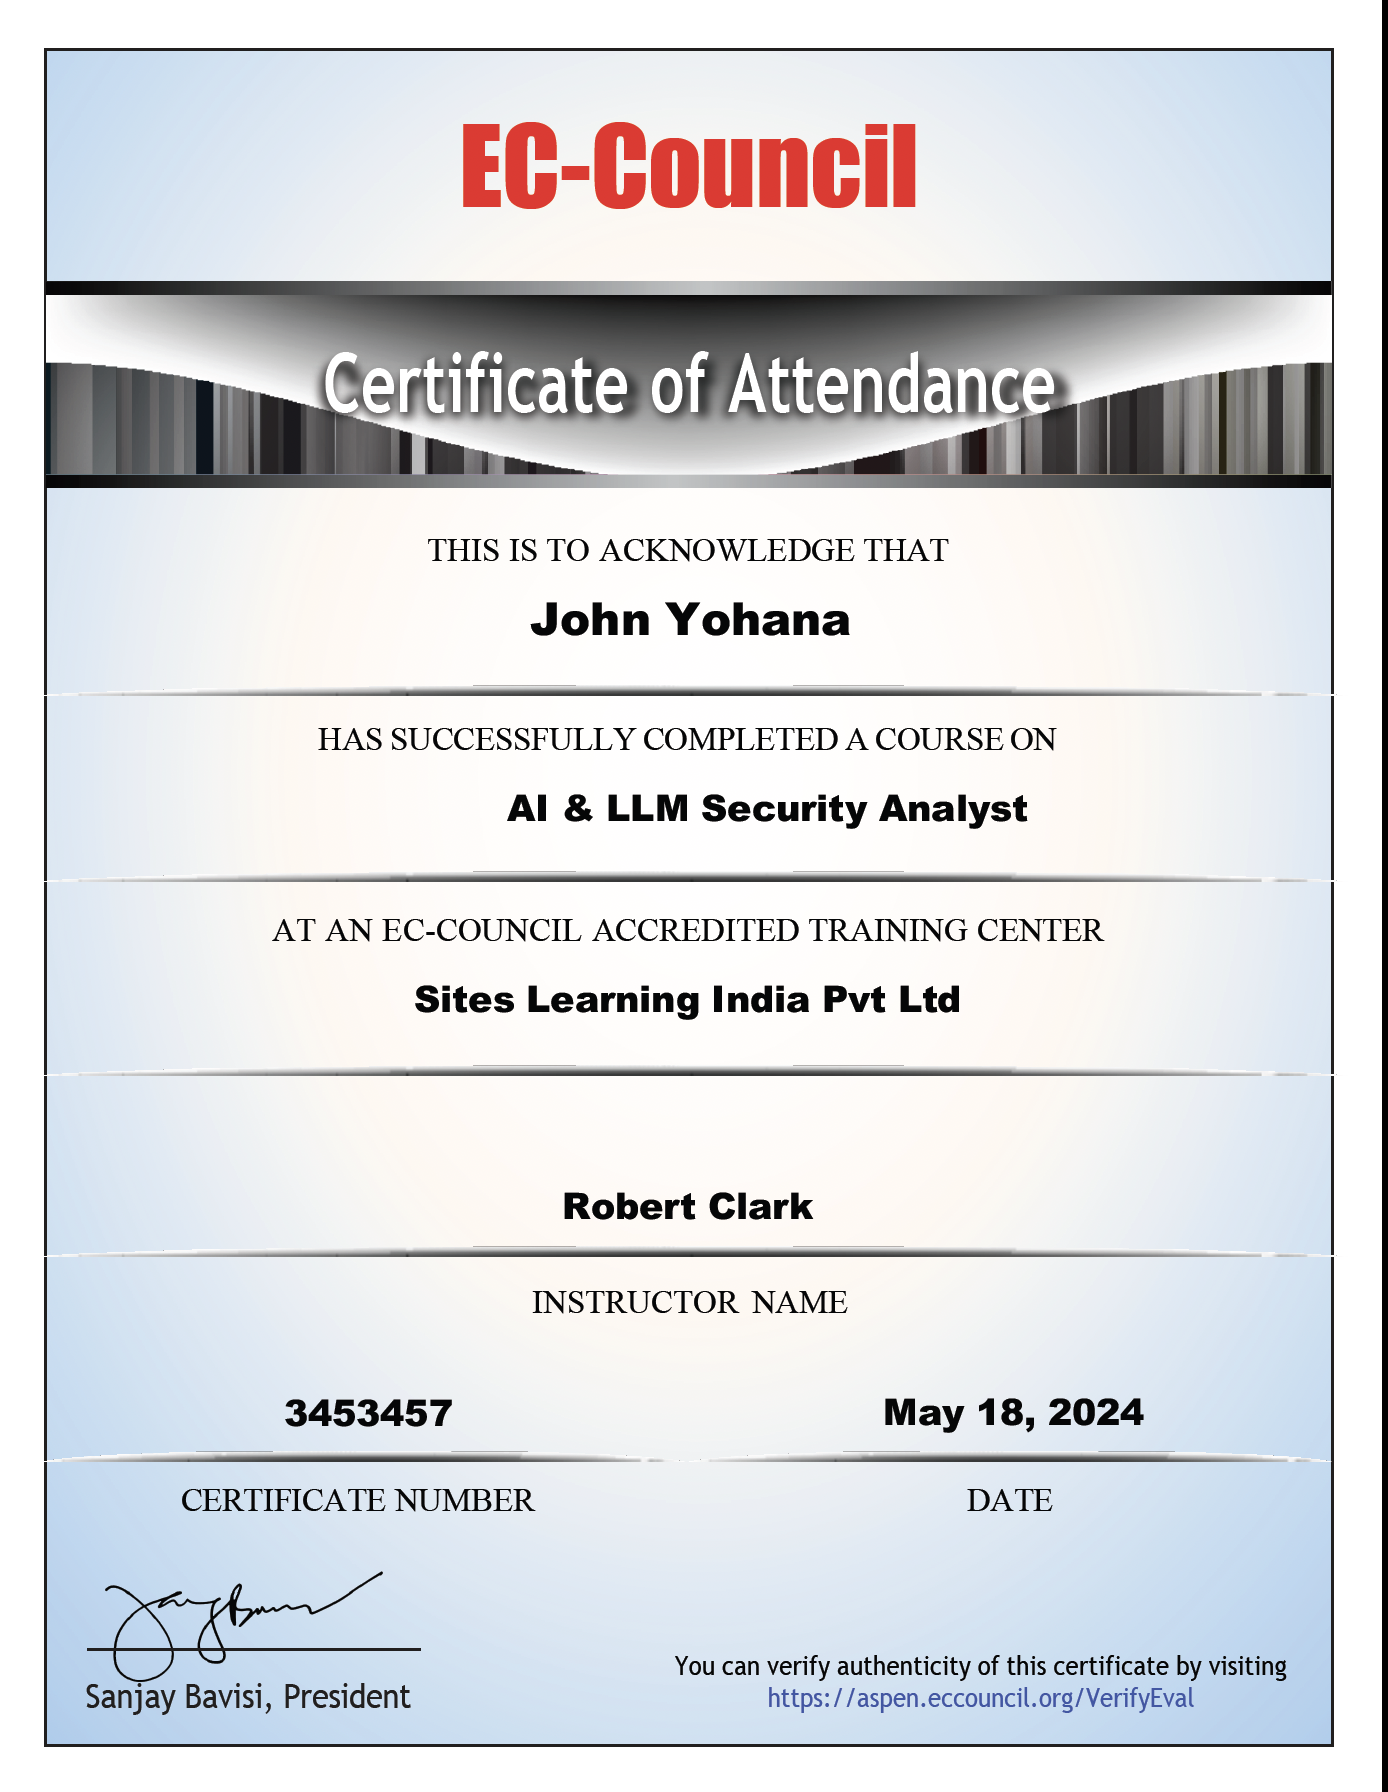 EC-Council
Certificate of Attendance
THIS IS TO ACKNOWLEDGE THAT
John Yohana
HAS SUCCESSFULLY COMPLETED A COURSE ON
AI & LLM Security Analyst
AT AN EC-COUNCIL ACCREDITED TRAINING CENTER
Sites Learning India Pvt Ltd
Robert Clark
INSTRUCTOR NAME
3453457
May 18, 2024
CERTIFICATE NUMBER
DATE
Sanjay Bavisi, President
You can verify authenticity of this certificate by visiting
https://aspen.eccouncil.org/VerifyEval